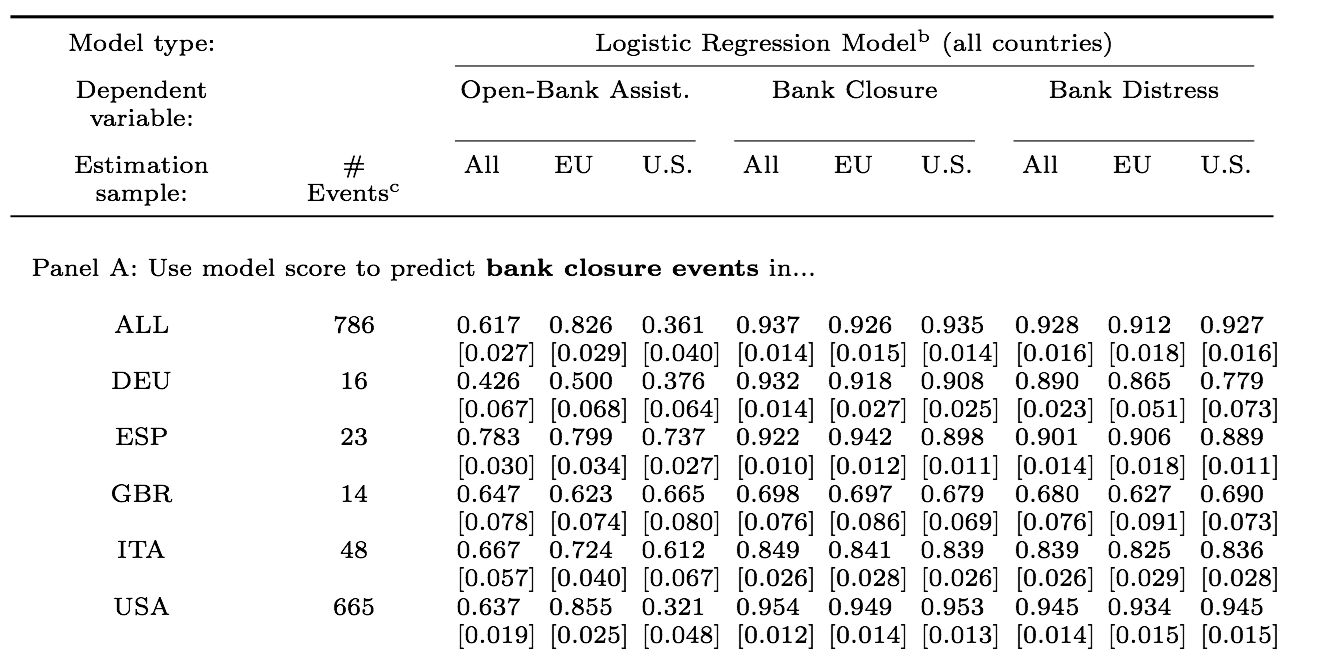 Model type: Logistic Regression Modelᵇ (all countries)
Dependent Open-Bank Assist. Bank Closure Bank Distress
variable:
Estimation # All EU U.S. All EU U.S. All EU U.S.
sample: Eventsᶜ
Panel A: Use model score to predict bank closure events in...
ALL 786 0.617 0.826 0.361 0.937 0.926 0.935 0.928 0.912 0.927
[0.027] [0.029] [0.040] [0.014] [0.015] [0.014] [0.016] [0.018] [0.016]
DEU 16 0.426 0.500 0.376 0.932 0.918 0.908 0.890 0.865 0.779
[0.067] [0.068] [0.064] [0.014] [0.027] [0.025] [0.023] [0.051] [0.073]
ESP 23 0.783 0.799 0.737 0.922 0.942 0.898 0.901 0.906 0.889
[0.030] [0.034] [0.027] [0.010] [0.012] [0.011] [0.014] [0.018] [0.011]
GBR 14 0.647 0.623 0.665 0.698 0.697 0.679 0.680 0.627 0.690
[0.078] [0.074] [0.080] [0.076] [0.086] [0.069] [0.076] [0.091] [0.073]
ITA 48 0.667 0.724 0.612 0.849 0.841 0.839 0.839 0.825 0.836
[0.057] [0.040] [0.067] [0.026] [0.028] [0.026] [0.026] [0.029] [0.028]
USA 665 0.637 0.855 0.321 0.954 0.949 0.953 0.945 0.934 0.945
[0.019] [0.025] [0.048] [0.012] [0.014] [0.013] [0.014] [0.015] [0.015]